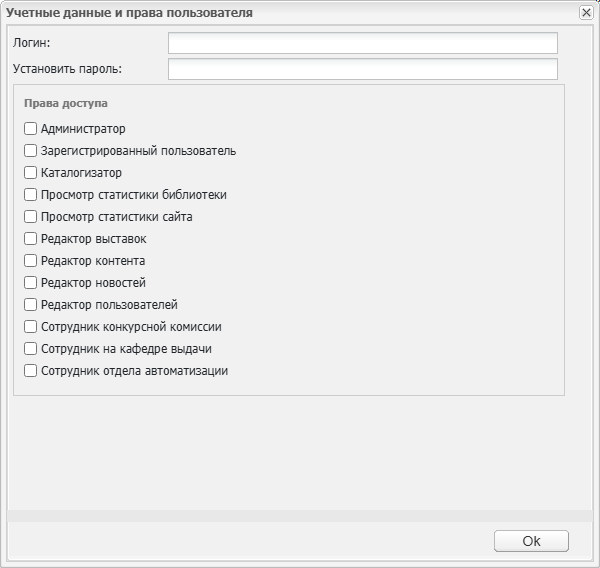 Учетные данные и права пользователя
Логин:
Установить пароль:
Права доступа
Администратор
Зарегистрированный пользователь
Каталогизатор
Просмотр статистики библиотеки
Просмотр статистики сайта
Редактор выставок
Редактор контента
Редактор новостей
Редактор пользователей
Сотрудник конкурсной комиссии
Сотрудник на кафедре выдачи
Сотрудник отдела автоматизации
Ok